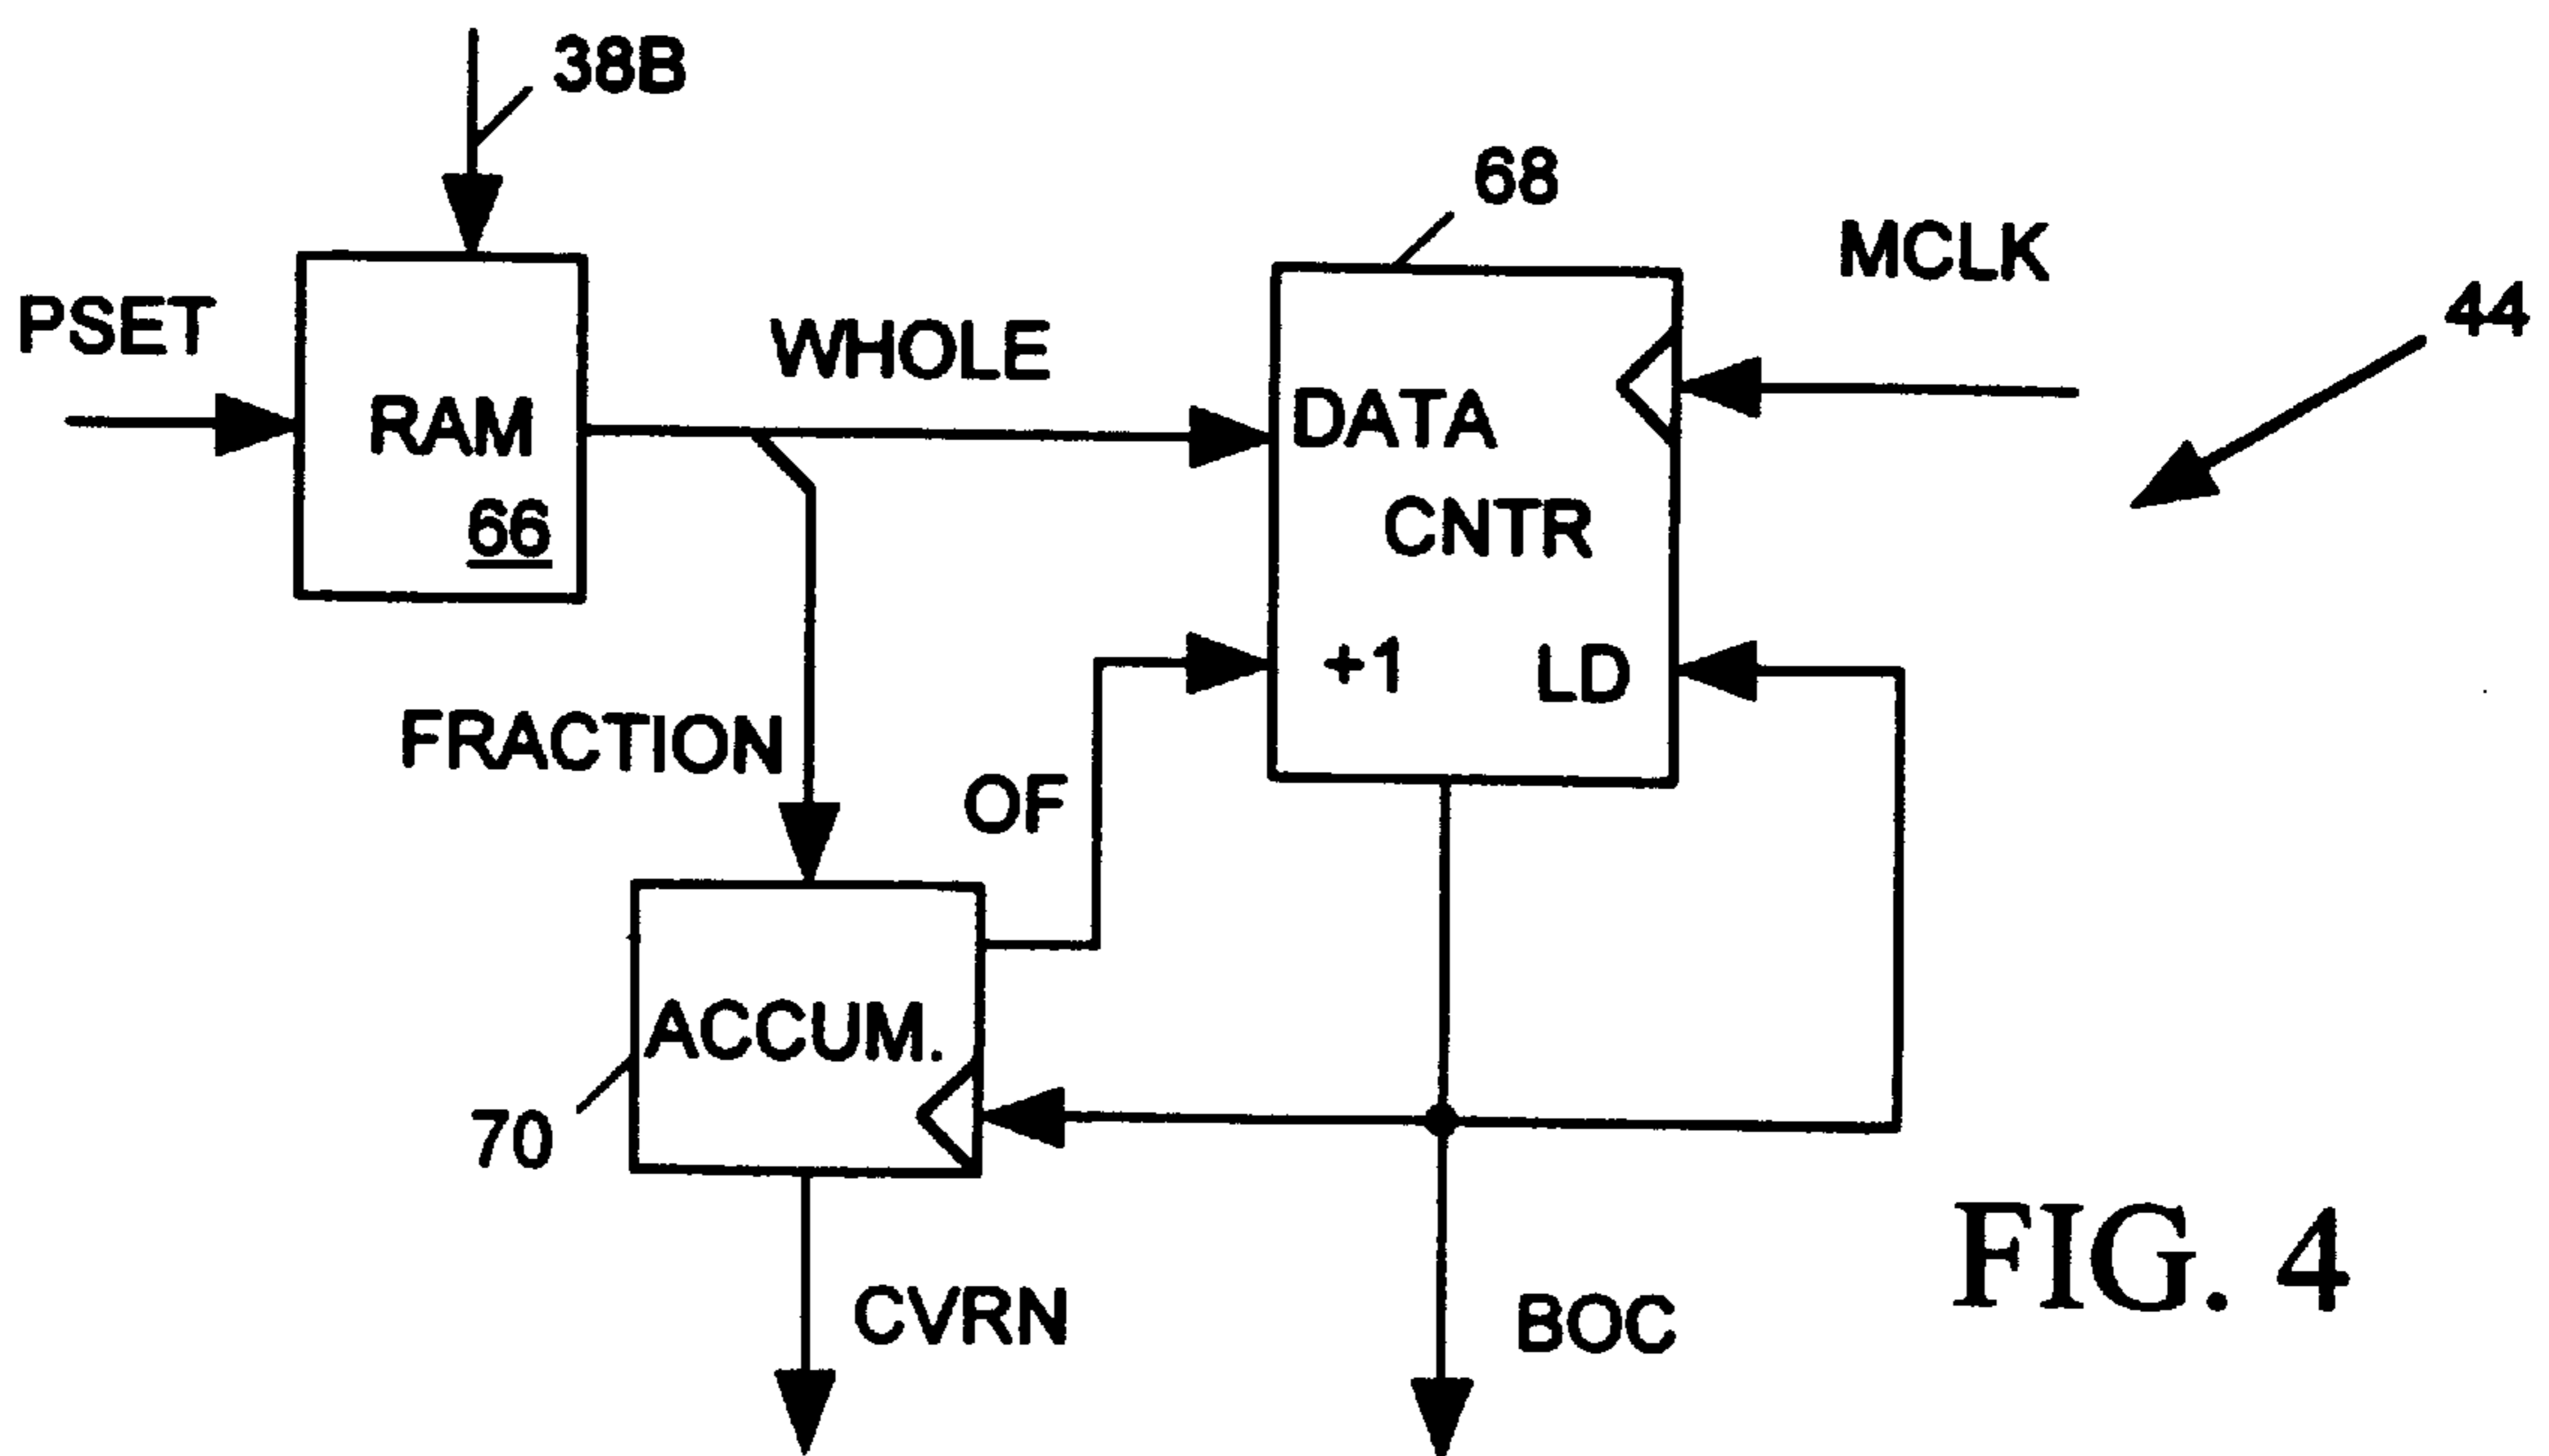 38B
68
MCLK
44
PSET
WHOLE
RAM
66
DATA
CNTR
+1
LD
FRACTION
OF
ACCUM.
70
CVRN
BOC
FIG. 4